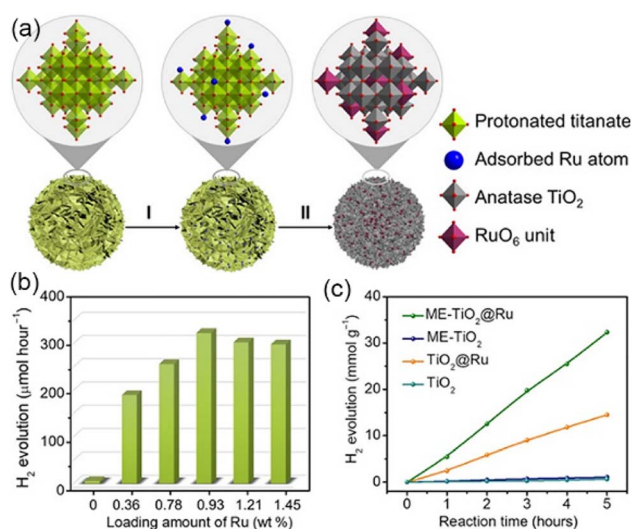 (a)
I
II
Protonated titanate
Adsorbed Ru atom
Anatase TiO₂
RuO₆ unit
(b)
H₂ evolution (μmol hour⁻¹)
400
300
200
100
0
0 0.36 0.78 0.93 1.21 1.45
Loading amount of Ru (wt %)
(c)
H₂ evolution (mmol g⁻¹)
40
30
20
10
0
ME-TiO₂@Ru
ME-TiO₂
TiO₂@Ru
TiO₂
0 1 2 3 4 5
Reaction time (hours)